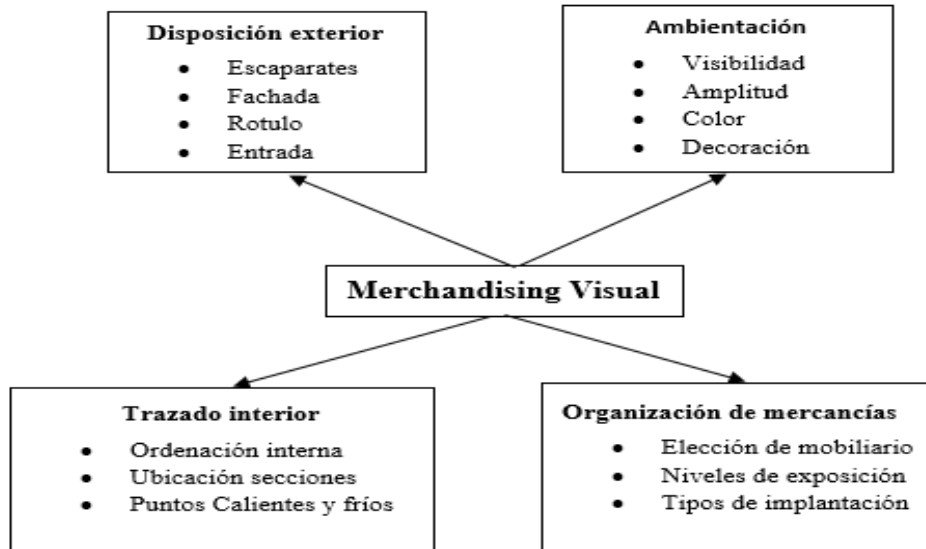 Disposición exterior
• Escaparates
• Fachada
• Rotulo
• Entrada
Ambientación
• Visibilidad
• Amplitud
• Color
• Decoración
Merchandising Visual
Trazado interior
• Ordenación interna
• Ubicación secciones
• Puntos Calientes y fríos
Organización de mercancías
• Elección de mobiliario
• Niveles de exposición
• Tipos de implantación